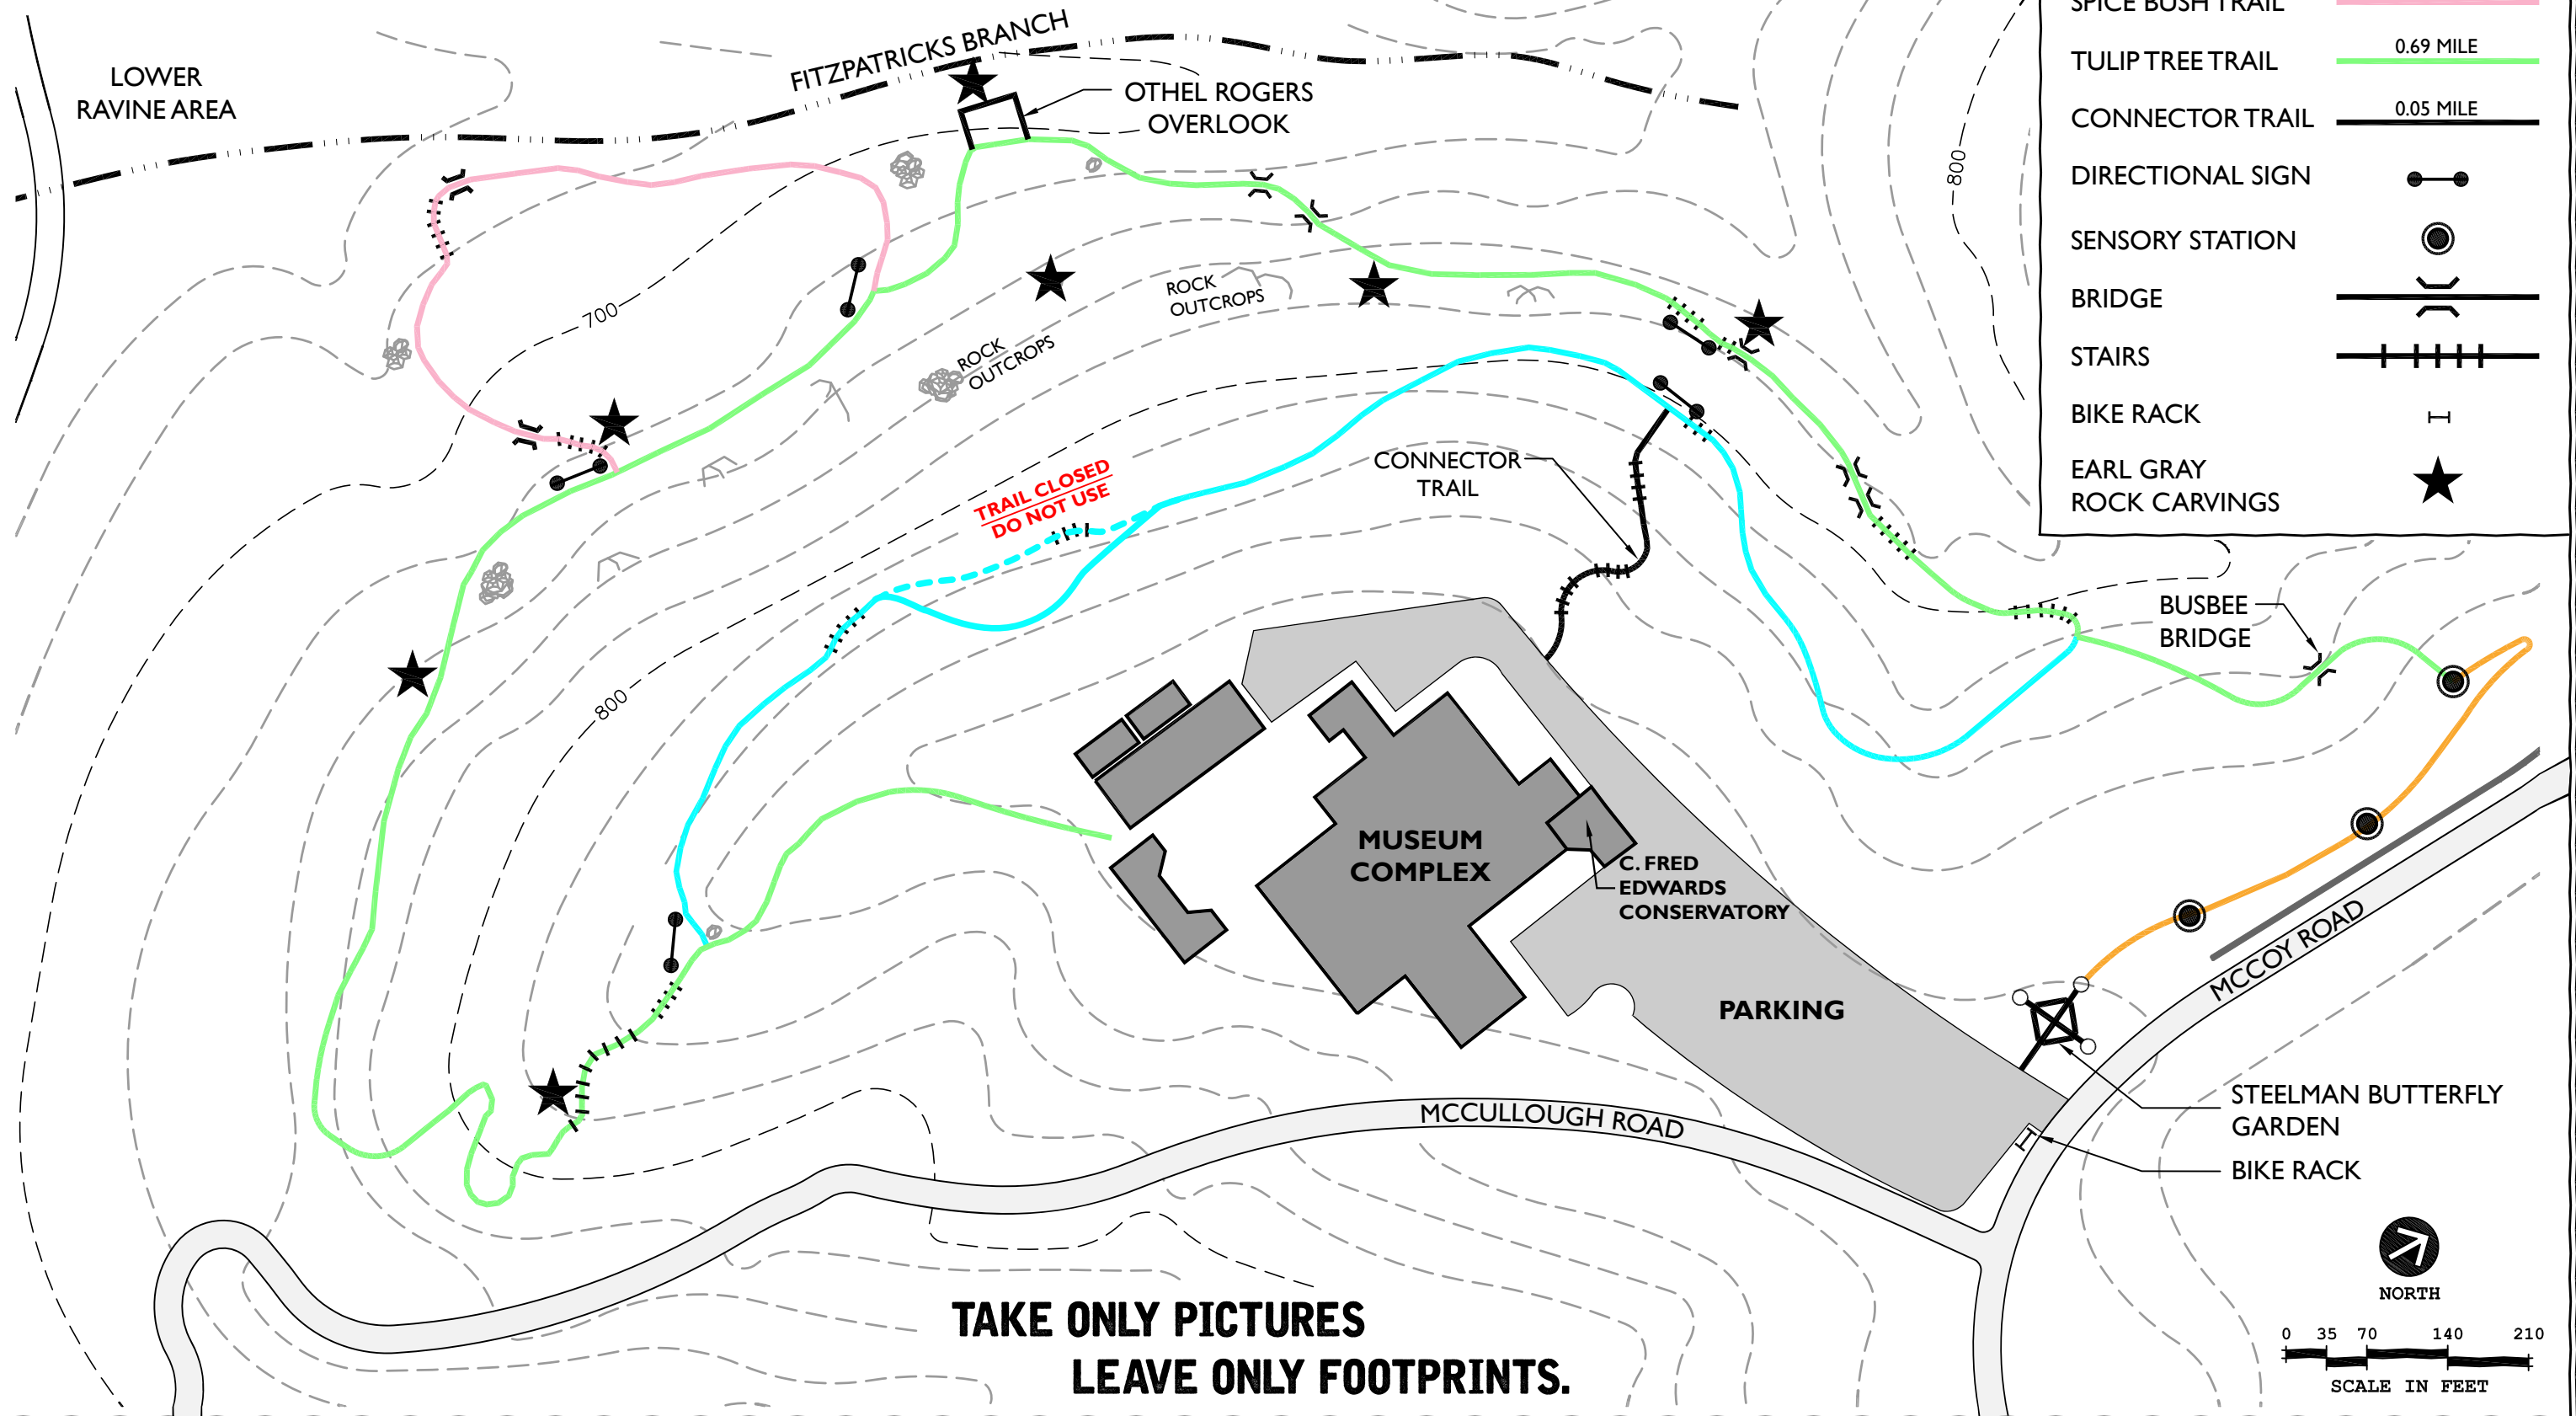 SPICE BUSH TRAIL
TULIP TREE TRAIL
0.69 MILE
CONNECTOR TRAIL
0.05 MILE
DIRECTIONAL SIGN
SENSORY STATION
BRIDGE
STAIRS
BIKE RACK
EARL GRAY
ROCK CARVINGS
LOWER
RAVINE AREA
FITZPATRICKS BRANCH
OTHEL ROGERS
OVERLOOK
800
700
ROCK
OUTCROPS
ROCK
OUTCROPS
TRAIL CLOSED
DO NOT USE
CONNECTOR
TRAIL
BUSBEE
BRIDGE
800
MUSEUM
COMPLEX
C. FRED
EDWARDS
CONSERVATORY
PARKING
MCCOY ROAD
MCCULLOUGH ROAD
STEELMAN BUTTERFLY
GARDEN
BIKE RACK
NORTH
0 35 70 140 210
SCALE IN FEET
TAKE ONLY PICTURES
LEAVE ONLY FOOTPRINTS.